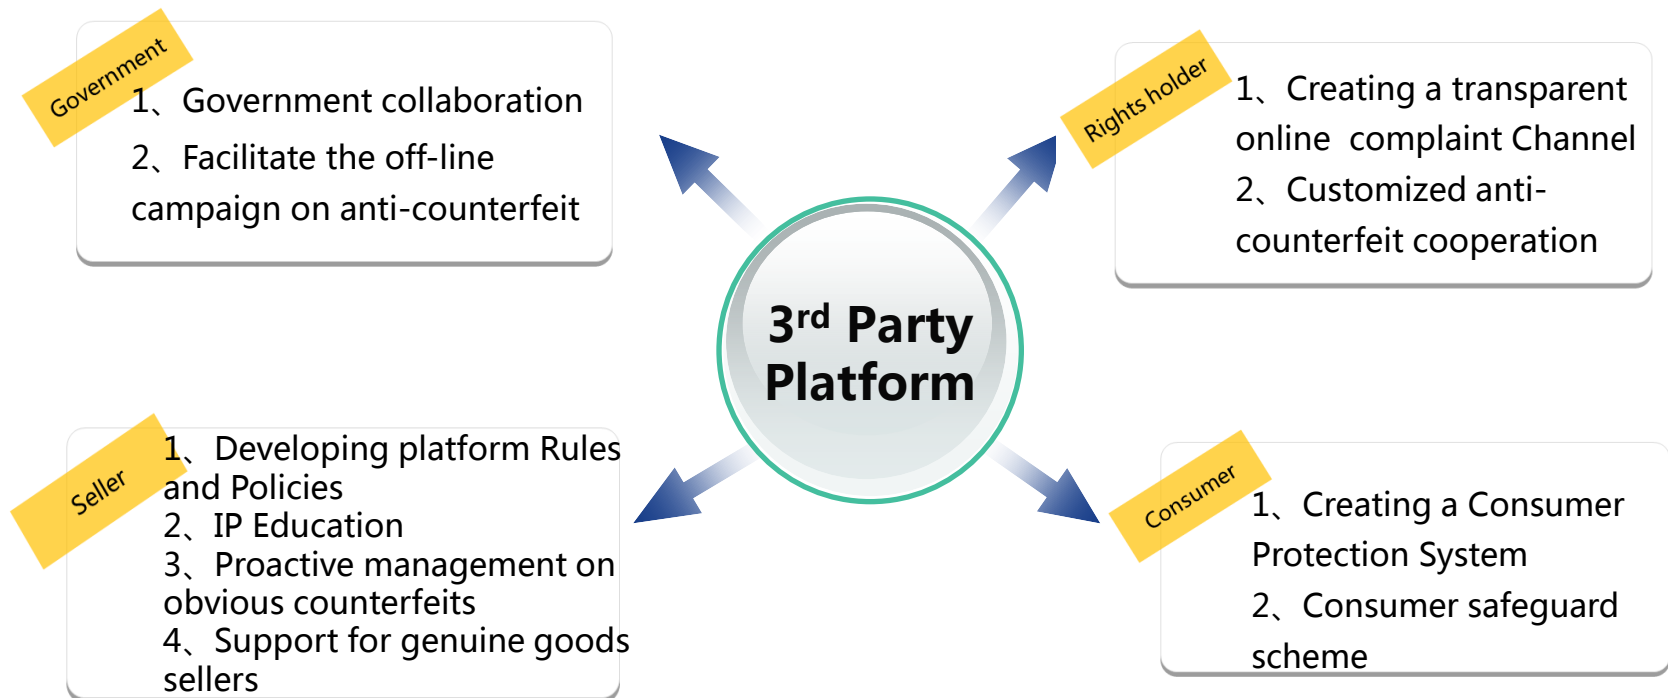 Government
1、Government collaboration
2、Facilitate the off-line
campaign on anti-counterfeit
Rights holder
1、Creating a transparent
online  complaint Channel
2、Customized anti-
counterfeit cooperation
3rd Party
Platform
Seller
1、Developing platform Rules
and Policies
2、IP Education
3、Proactive management on
obvious counterfeits
4、Support for genuine goods
sellers
Consumer
1、Creating a Consumer
Protection System
2、Consumer safeguard
scheme